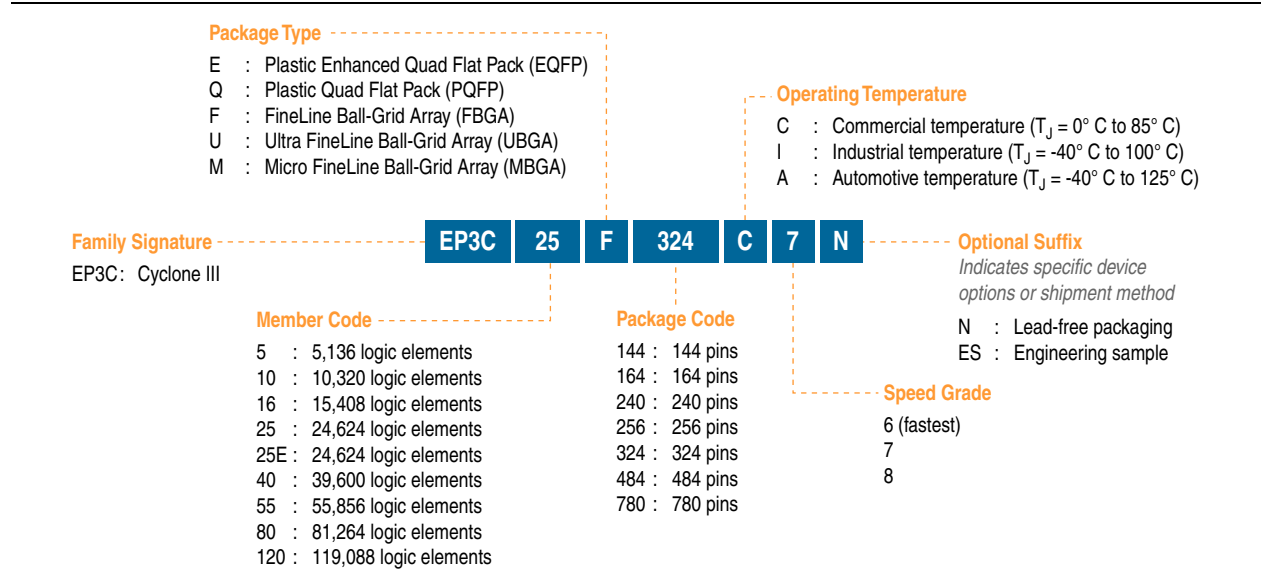 Package Type
E : Plastic Enhanced Quad Flat Pack (EQFP)
Q : Plastic Quad Flat Pack (PQFP)
F : FineLine Ball-Grid Array (FBGA)
U : Ultra FineLine Ball-Grid Array (UBGA)
M : Micro FineLine Ball-Grid Array (MBGA)
Operating Temperature
C : Commercial temperature (TJ = 0° C to 85° C)
I : Industrial temperature (TJ = -40° C to 100° C)
A : Automotive temperature (TJ = -40° C to 125° C)
Family Signature
EP3C : Cyclone III
EP3C 25 F 324 C 7 N
Optional Suffix
Indicates specific device
options or shipment method
N : Lead-free packaging
ES : Engineering sample
Member Code
5 : 5,136 logic elements
10 : 10,320 logic elements
16 : 15,408 logic elements
25 : 24,624 logic elements
25E : 24,624 logic elements
40 : 39,600 logic elements
55 : 55,856 logic elements
80 : 81,264 logic elements
120 : 119,088 logic elements
Package Code
144 : 144 pins
164 : 164 pins
240 : 240 pins
256 : 256 pins
324 : 324 pins
484 : 484 pins
780 : 780 pins
Speed Grade
6 (fastest)
7
8